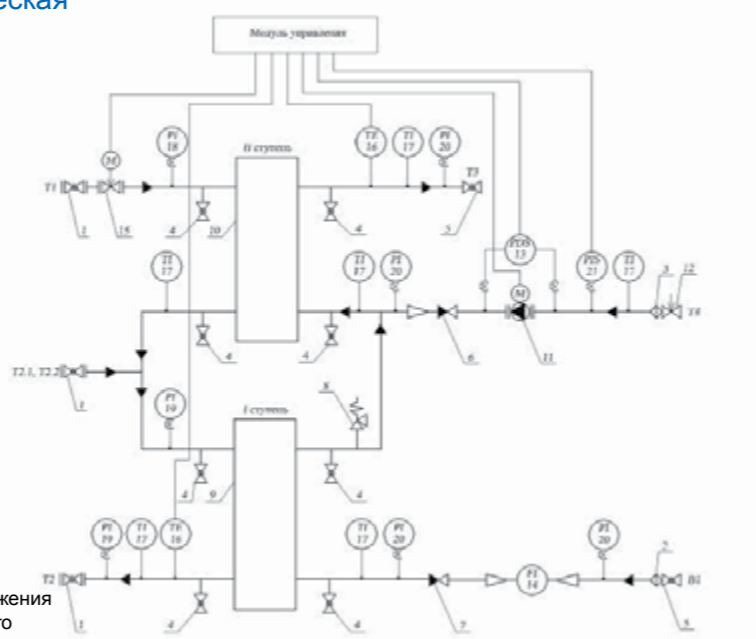 еская
Модуль управления
PI 18
TE 16
TI 17
PI 20
II ступень
T3
М
T1
1
15
4
10
4
5
PDS 13
PIS 21
TI 17
3
12
TI 17
PI 20
TI 17
М
T4
4
4
6
11
T2.1, T2.2
1
PI 19
8
I ступень
4
9
4
PI 19
TI 17
TE 16
TI 17
PI 20
PI 20
2
T2
FI 14
B1
жения
го
1
4
4
7
5